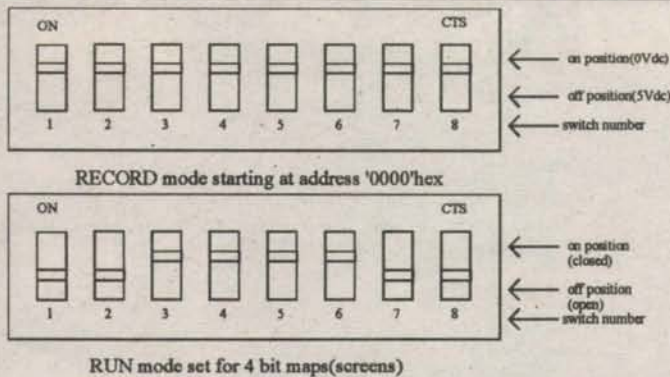 ON CTS
on position(0Vdc)
off position(5Vdc)
1 2 3 4 5 6 7 8 switch number
RECORD mode starting at address '0000'hex
ON CTS
on position
(closed)
off position
(open)
1 2 3 4 5 6 7 8 switch number
RUN mode set for 4 bit maps(screens)